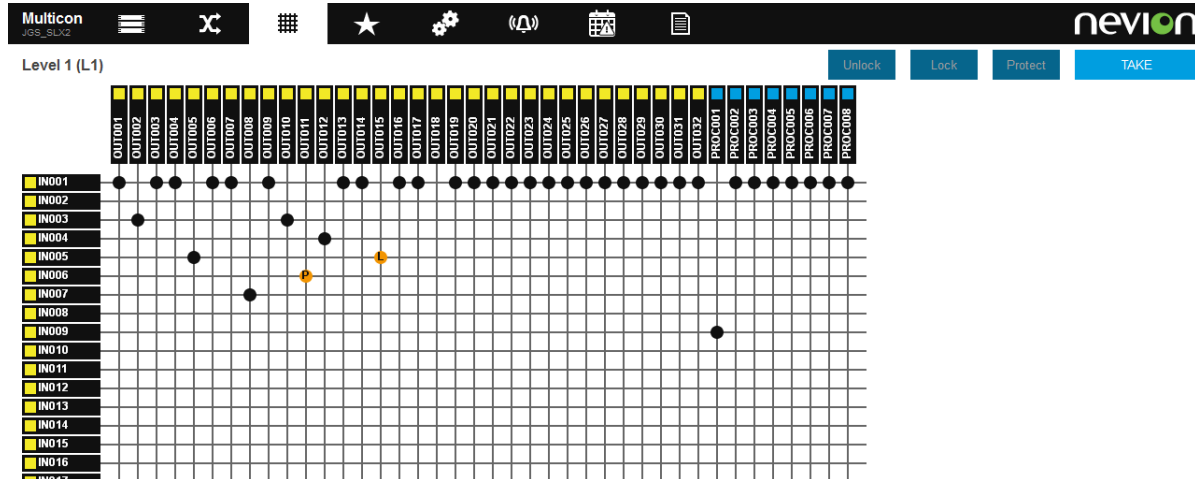 Multicon
JGS_SLX2
nevion
Level 1 (L1)
Unlock Lock Protect TAKE
OUT001 OUT002 OUT003 OUT004 OUT005 OUT006 OUT007 OUT008 OUT009 OUT010 OUT011 OUT012 OUT013 OUT014 OUT015 OUT016 OUT017 OUT018 OUT019 OUT020 OUT021 OUT022 OUT023 OUT024 OUT025 OUT026 OUT027 OUT028 OUT029 OUT030 OUT031 OUT032 PROC001 PROC002 PROC003 PROC004 PROC005 PROC006 PROC007 PROC008
IN001
IN002
IN003
IN004
IN005 L
IN006 P
IN007
IN008
IN009
IN010
IN011
IN012
IN013
IN014
IN015
IN016
IN017